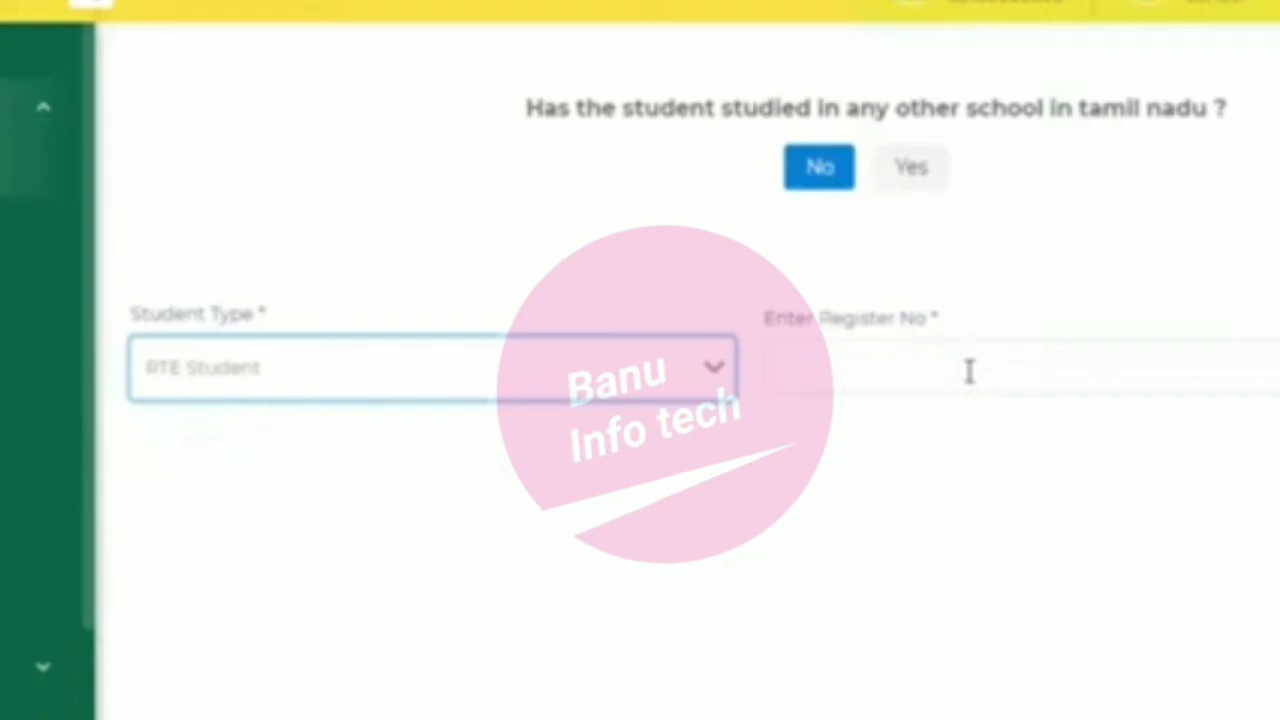 Has the student studied in any other school in tamil nadu ?
No
Yes
Student Type *
Enter Register No *
RTE Student
Banu
Info tech